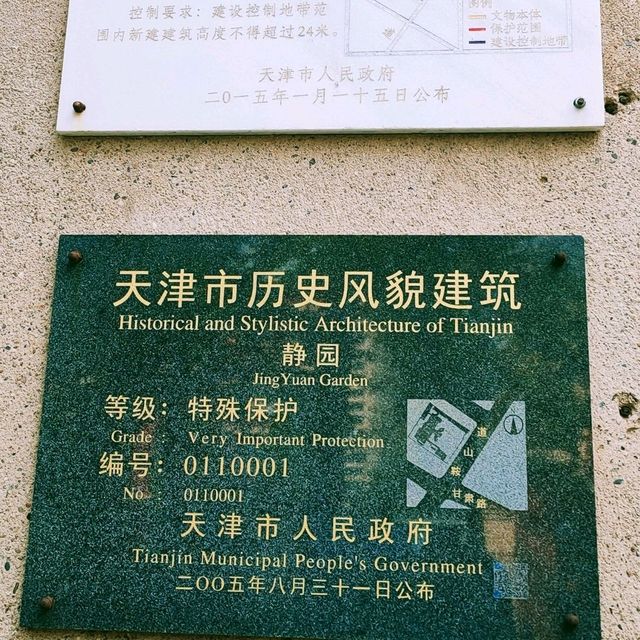 控制要求：建设控制地带范
围内新建建筑高度不得超过24米。
图例
文物本体
保护范围
建设控制地带
天津市人民政府
二〇一五年一月一十五日公布
天津市历史风貌建筑
Historical and Stylistic Architecture of Tianjin
静园
JingYuan Garden
等级：特殊保护
Grade : Very Important Protection
编号：0110001
No : 0110001
道
山
鞍
甘肃路
天津市人民政府
Tianjin Municipal People's Government
二〇〇五年八月三十一日公布